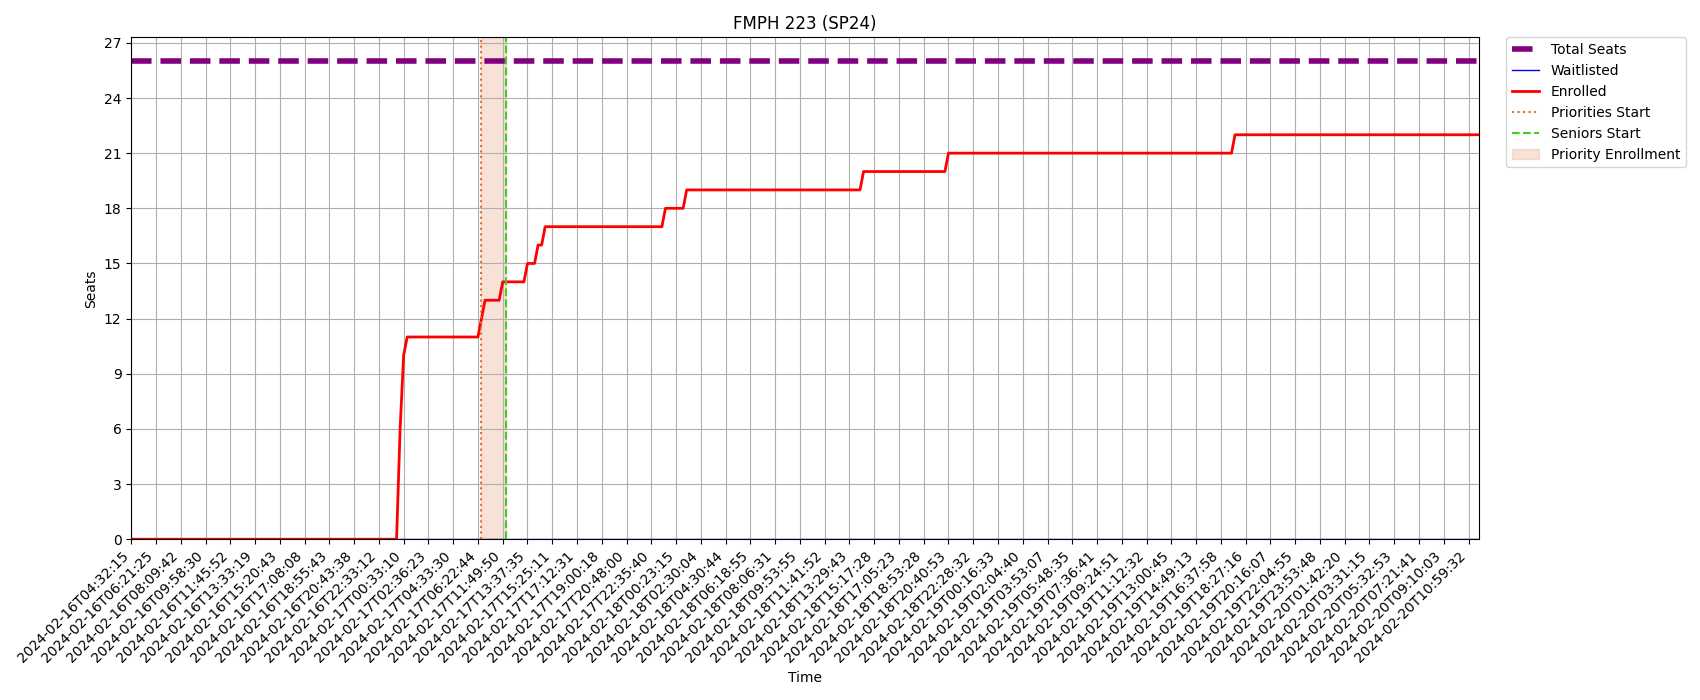 FMPH 223 (SP24)
27
24
21
18
15
12
9
6
3
0
Seats
2024-02-16T04:32:15
2024-02-16T06:21:25
2024-02-16T08:09:42
2024-02-16T09:58:30
2024-02-16T11:45:52
2024-02-16T13:33:19
2024-02-16T15:20:43
2024-02-16T17:08:08
2024-02-16T18:55:43
2024-02-16T20:43:38
2024-02-16T22:33:12
2024-02-17T00:33:10
2024-02-17T02:36:23
2024-02-17T04:33:30
2024-02-17T06:22:44
2024-02-17T11:49:50
2024-02-17T13:37:35
2024-02-17T15:25:11
2024-02-17T17:12:31
2024-02-17T19:00:18
2024-02-17T20:48:00
2024-02-17T22:35:40
2024-02-18T00:23:15
2024-02-18T02:30:04
2024-02-18T04:30:44
2024-02-18T06:18:55
2024-02-18T08:06:31
2024-02-18T09:53:55
2024-02-18T11:41:52
2024-02-18T13:29:43
2024-02-18T15:17:28
2024-02-18T17:05:23
2024-02-18T18:53:28
2024-02-18T20:40:53
2024-02-18T22:28:32
2024-02-19T00:16:33
2024-02-19T02:04:40
2024-02-19T03:53:07
2024-02-19T05:48:35
2024-02-19T07:36:41
2024-02-19T09:24:51
2024-02-19T11:12:32
2024-02-19T13:00:45
2024-02-19T14:49:13
2024-02-19T16:37:58
2024-02-19T18:27:16
2024-02-19T20:16:07
2024-02-19T22:04:55
2024-02-19T23:53:48
2024-02-20T01:42:20
2024-02-20T03:31:15
2024-02-20T05:32:53
2024-02-20T07:21:41
2024-02-20T09:10:03
2024-02-20T10:59:32
Time
Total Seats
Waitlisted
Enrolled
Priorities Start
Seniors Start
Priority Enrollment